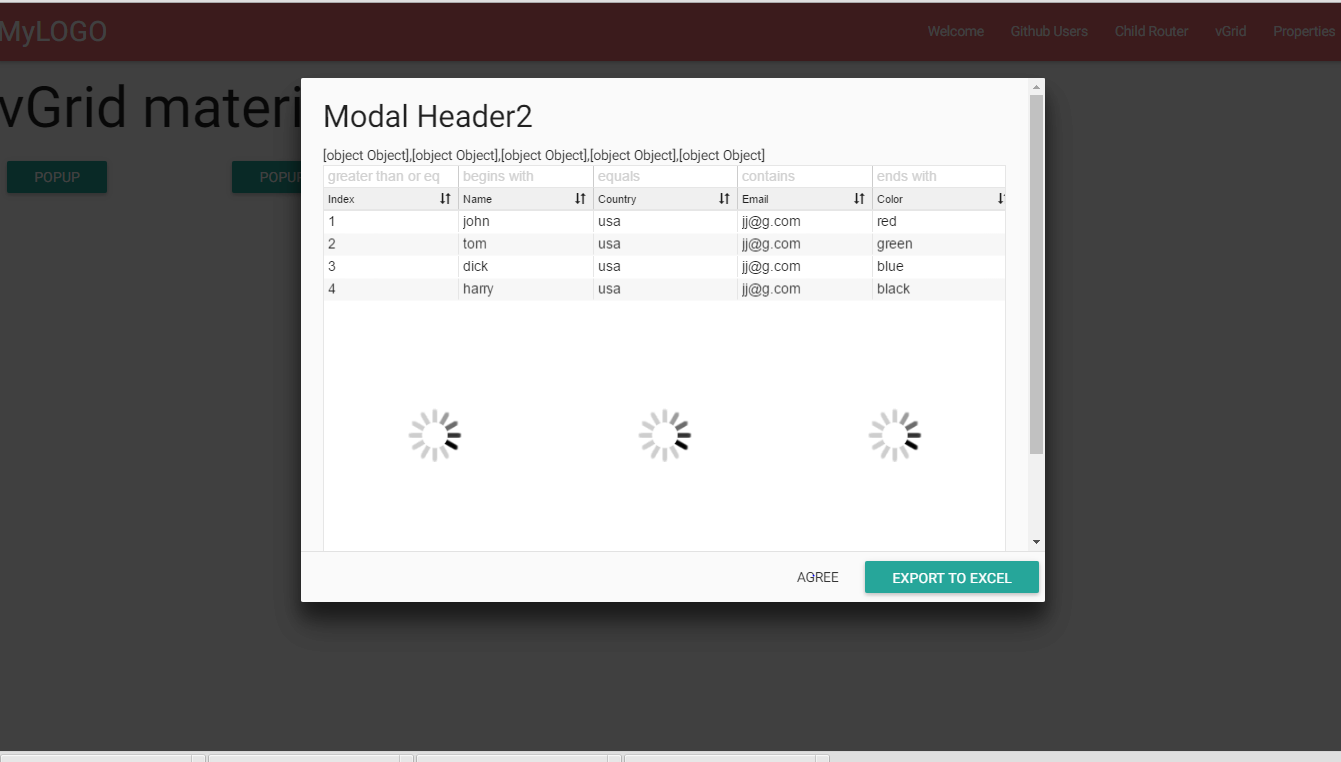 MyLOGO
Welcome Github Users Child Router vGrid Properties
vGrid materi
POPUP POPUP
Modal Header2
[object Object],[object Object],[object Object],[object Object],[object Object]
greater than or eq begins with equals contains ends with
Index Name Country Email Color
1 john usa jj@g.com red
2 tom usa jj@g.com green
3 dick usa jj@g.com blue
4 harry usa jj@g.com black
AGREE EXPORT TO EXCEL